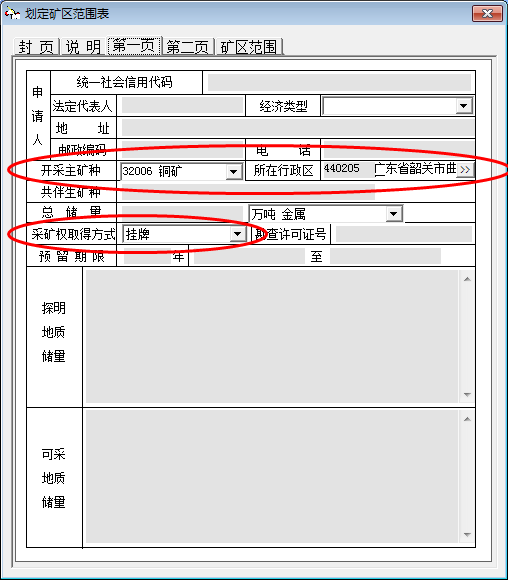 划定矿区范围表
封 页 说 明 第一页 第二页 矿区范围
申请人
统一社会信用代码
法定代表人 经济类型
地 址
邮政编码 电 话
开采主矿种 32006 铜矿 所在行政区 440205 广东省韶关市曲 >>
共伴生矿种
总 储 量 万吨 金属
采矿权取得方式 挂牌 勘查许可证号
预 留 期 限 年 至
探明
地质
储量
可采
地质
储量